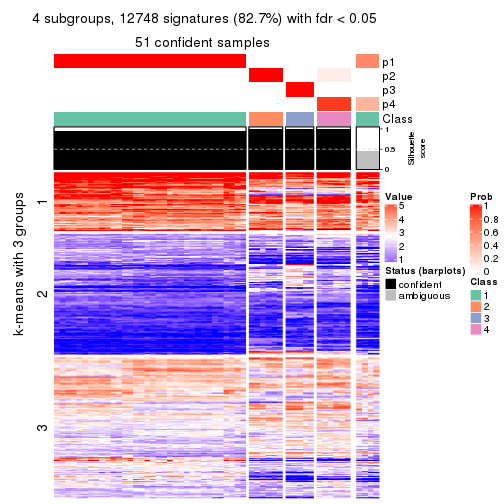 4 subgroups, 12748 signatures (82.7%) with fdr < 0.05
51 confident samples
p1
p2
p3
p4
Class
1
0.5
0
Silhouette
score
k-means with 3 groups
1
2
3
Value
5
4
3
2
1
Status (barplots)
confident
ambiguous
Prob
1
0.8
0.6
0.4
0.2
0
Class
1
2
3
4